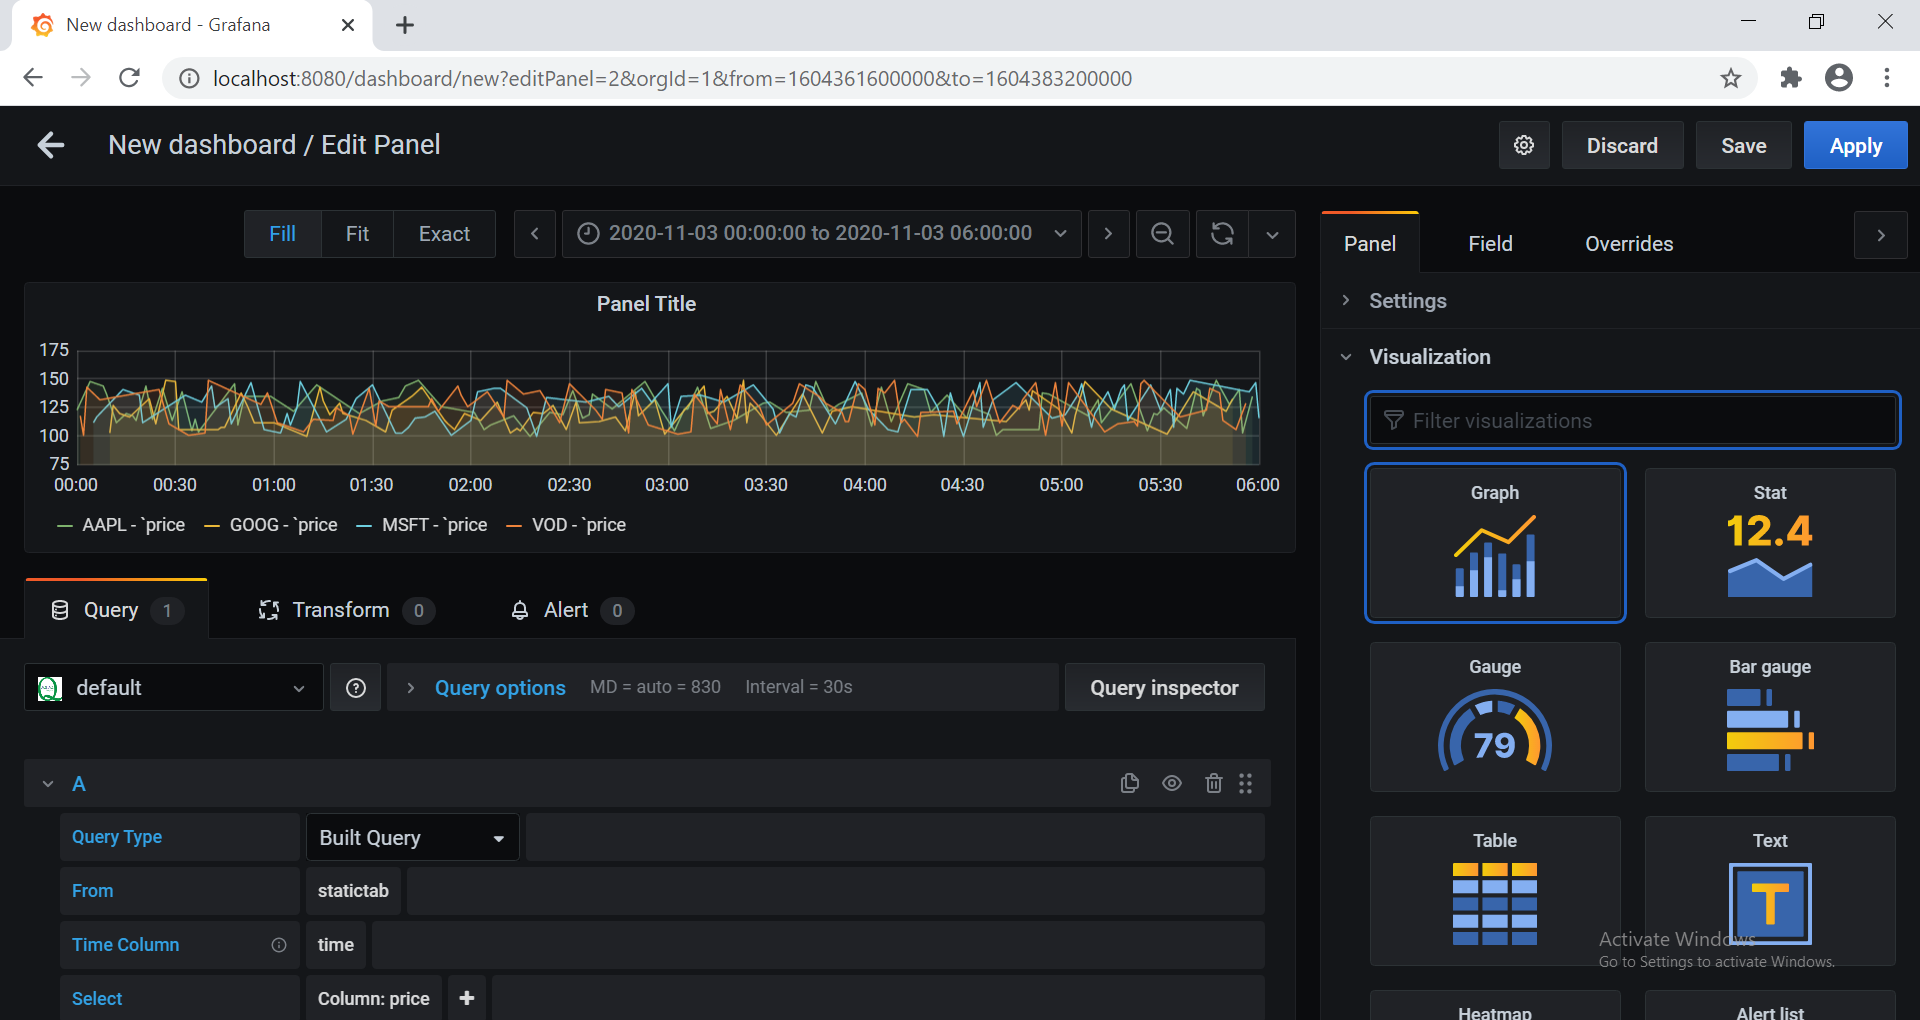 New dashboard - Grafana
localhost:8080/dashboard/new?editPanel=2&orgId=1&from=1604361600000&to=1604383200000
New dashboard / Edit Panel
Discard
Save
Apply
Fill
Fit
Exact
2020-11-03 00:00:00 to 2020-11-03 06:00:00
Panel
Field
Overrides
Panel Title
175
150
125
100
75
00:00 00:30 01:00 01:30 02:00 02:30 03:00 03:30 04:00 04:30 05:00 05:30 06:00
AAPL - `price GOOG - `price MSFT - `price VOD - `price
Settings
Visualization
Filter visualizations
Graph
Stat
12.4
Gauge
79
Bar gauge
Table
Text
T
Heatmap
Alert list
Query 1
Transform 0
Alert 0
default
Query options MD = auto = 830 Interval = 30s
Query inspector
A
Query Type Built Query
From statictab
Time Column time
Select Column: price +
Activate Windows
Go to Settings to activate Windows.